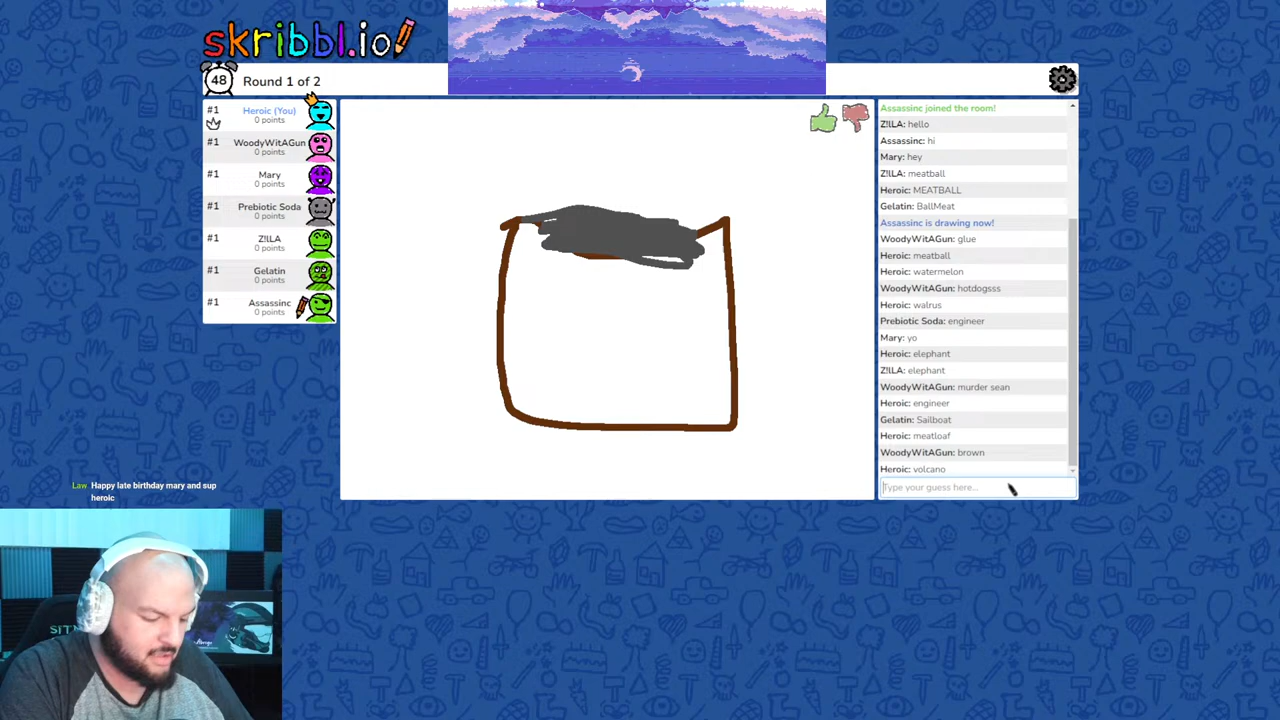 skribbl.io
48
Round 1 of 2
#1
Heroic (You)
0 points
#1
WoodyWitAGun
0 points
#1
Mary
0 points
#1
Prebiotic Soda
0 points
#1
Z!lLA
0 points
#1
Gelatin
0 points
#1
Assassinc
0 points
Assassinc joined the room!
Z!lLA: hello
Assassinc: hi
Mary: hey
Z!lLA: meatball
Heroic: MEATBALL
Gelatin: BallMeat
Assassinc is drawing now!
WoodyWitAGun: glue
Heroic: meatball
Heroic: watermelon
WoodyWitAGun: hotdogsss
Heroic: walrus
Prebiotic Soda: engineer
Mary: yo
Heroic: elephant
Z!lLA: elephant
WoodyWitAGun: murder sean
Heroic: engineer
Gelatin: Sailboat
Heroic: meatloaf
WoodyWitAGun: brown
Heroic: volcano
Type your guess here...
Law Happy late birthday mary and sup
heroic